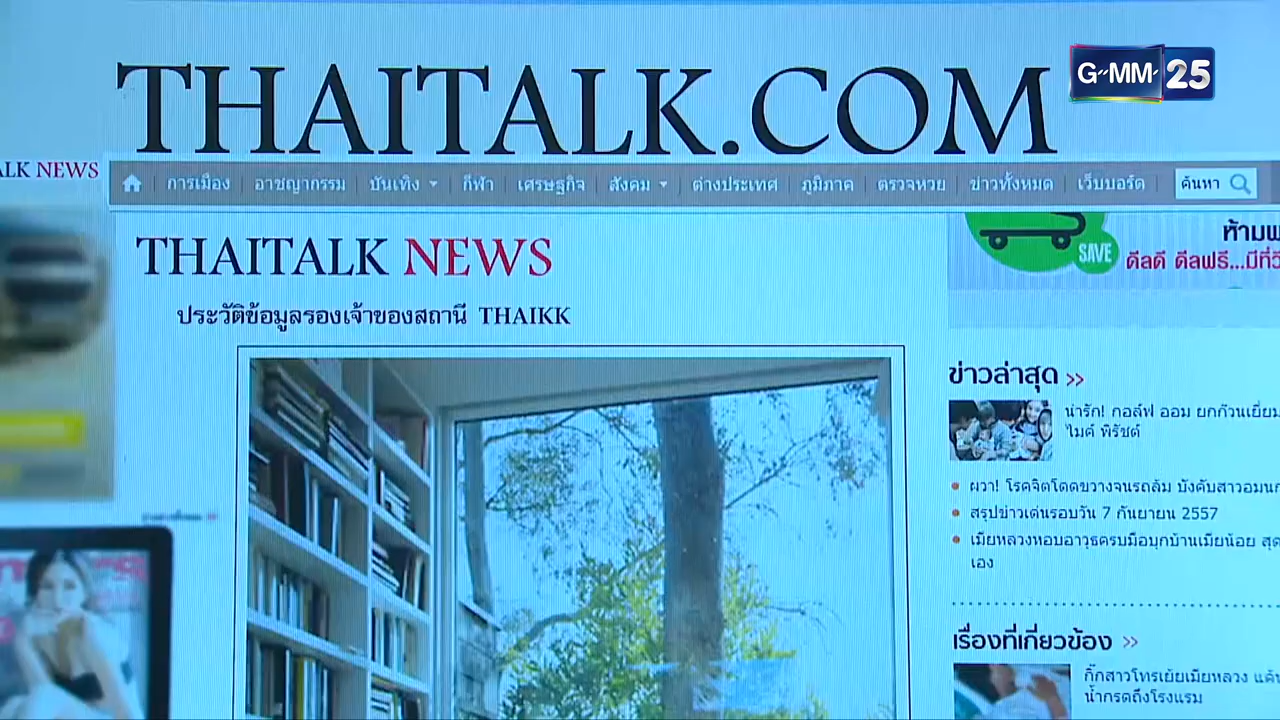 THAITALK.COM
G-MM 25
ALK NEWS
การเมือง อาชญากรรม บันเทิง กีฬา เศรษฐกิจ สังคม ต่างประเทศ ภูมิภาค ตรวจหวย ข่าวทั้งหมด เว็บบอร์ด ค้นหา
THAITALK NEWS
ประวัติข้อมูลรองเจ้าของสถานี THAIKK
SAVE
ห้ามพ
ดีลดี ดีลฟรี...มีที่วี
ข่าวล่าสุด >>
น่ารัก! กอล์ฟ ออม ยกก๊วนเยี่ยม
ไมค์ พิรัชต์
ผวา! โรคจิตโดดขวางจนรถล้ม บังคับสาวอมนก
สรุปข่าวเด่นรอบวัน 7 กันยายน 2557
เมียหลวงหอบอาวุธครบมือบุกบ้านเมียน้อย สุด
เอง
เรื่องที่เกี่ยวข้อง >>
กิ๊กสาวโทรเย้ยเมียหลวง แค้น
น้ำกรดถึงโรงแรม